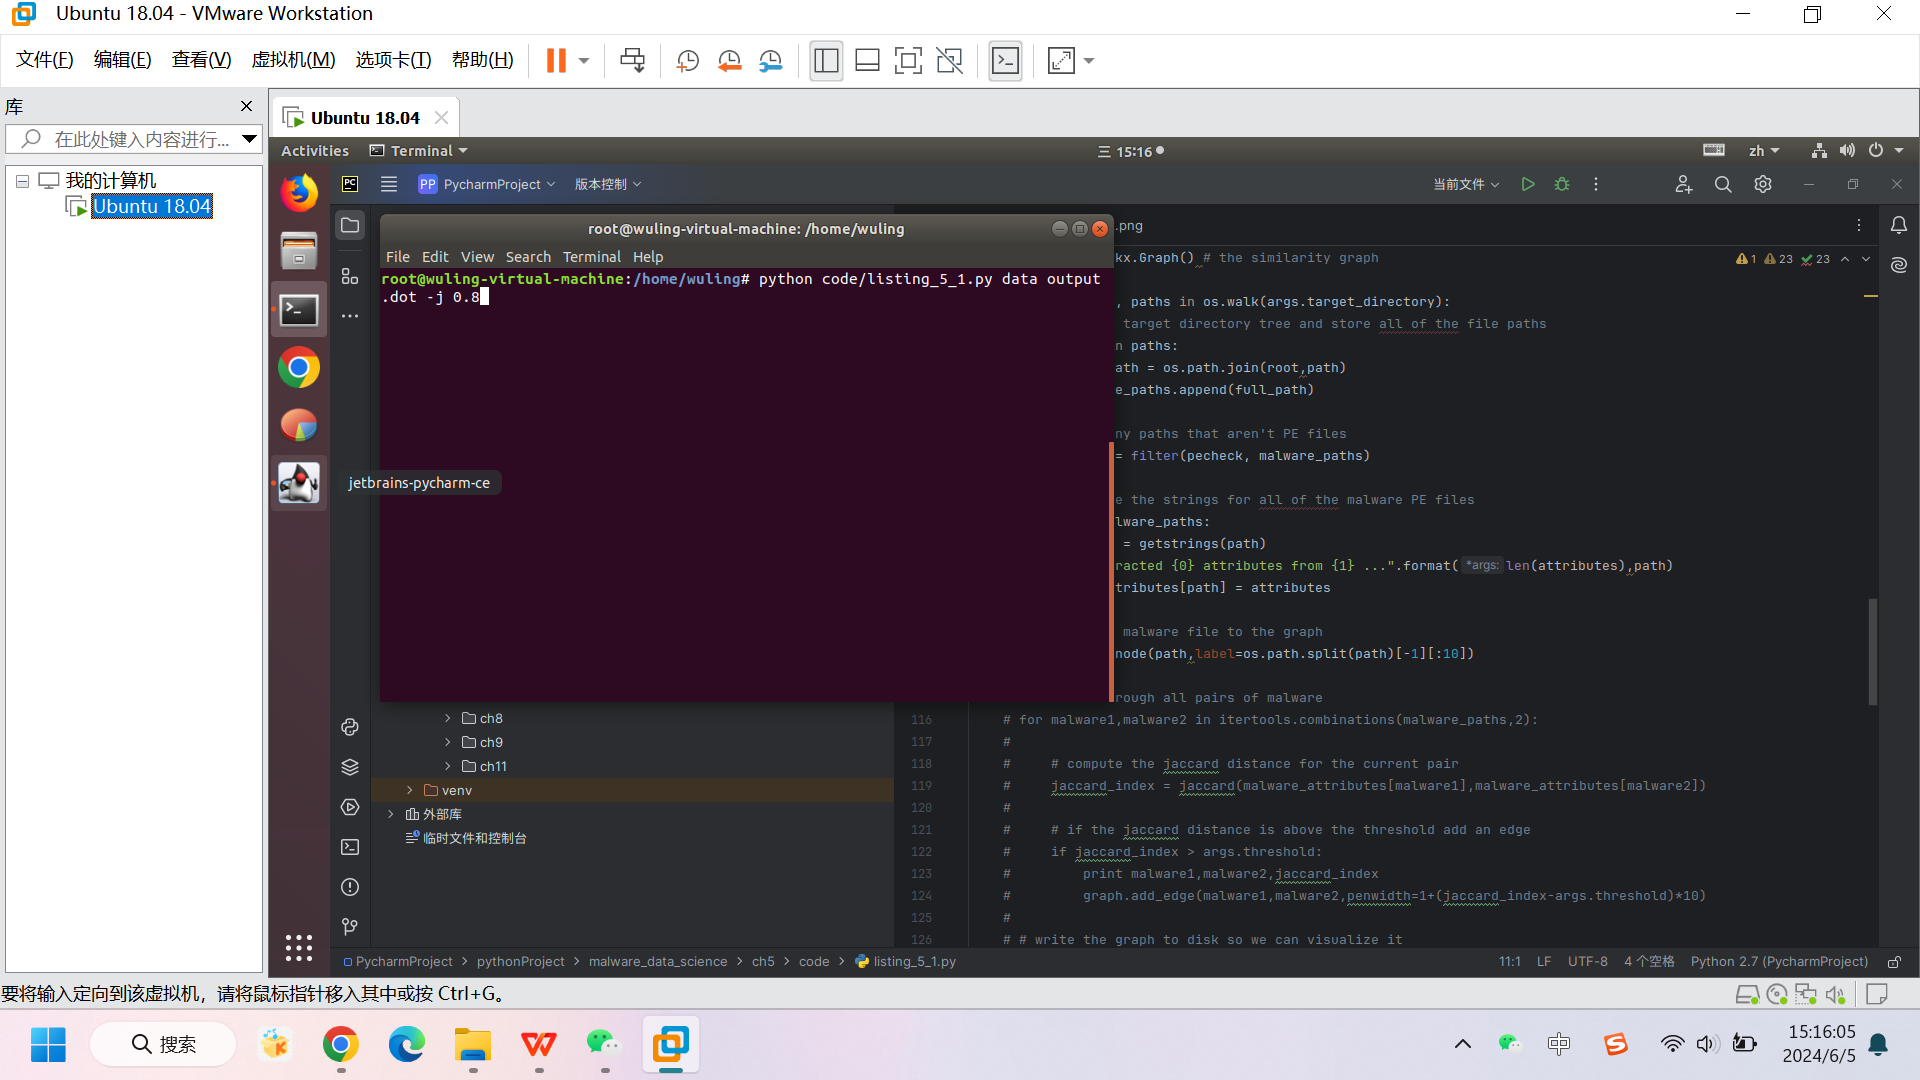 Ubuntu 18.04 - VMware Workstation
文件(F) 编辑(E) 查看(V) 虚拟机(M) 选项卡(T) 帮助(H)
库
在此处键入内容进行...
我的计算机
Ubuntu 18.04
Ubuntu 18.04
Activities Terminal 三 15:16 zh
PC PP PycharmProject 版本控制 当前文件
root@wuling-virtual-machine: /home/wuling
File Edit View Search Terminal Help
root@wuling-virtual-machine:/home/wuling# python code/listing_5_1.py data output
.dot -j 0.8
jetbrains-pycharm-ce
.png
kx.Graph() # the similarity graph
1 23 23
, paths in os.walk(args.target_directory):
target directory tree and store all of the file paths
n paths:
ath = os.path.join(root,path)
e_paths.append(full_path)
ny paths that aren't PE files
= filter(pecheck, malware_paths)
e the strings for all of the malware PE files
lware_paths:
= getstrings(path)
racted {0} attributes from {1} ...".format( *args: len(attributes),path)
tributes[path] = attributes
malware file to the graph
node(path,label=os.path.split(path)[-1][:10])
rough all pairs of malware
116 # for malware1,malware2 in itertools.combinations(malware_paths,2):
117 #
118 # # compute the jaccard distance for the current pair
119 # jaccard_index = jaccard(malware_attributes[malware1],malware_attributes[malware2])
120 #
121 # # if the jaccard distance is above the threshold add an edge
122 # if jaccard_index > args.threshold:
123 # print malware1,malware2,jaccard_index
124 # graph.add_edge(malware1,malware2,penwidth=1+(jaccard_index-args.threshold)*10)
125 #
126 # # write the graph to disk so we can visualize it
ch8
ch9
ch11
venv
外部库
临时文件和控制台
PycharmProject > pythonProject > malware_data_science > ch5 > code > listing_5_1.py
11:1 LF UTF-8 4 个空格 Python 2.7 (PycharmProject)
要将输入定向到该虚拟机，请将鼠标指针移入其中或按 Ctrl+G。
搜索
中
15:16:05
2024/6/5